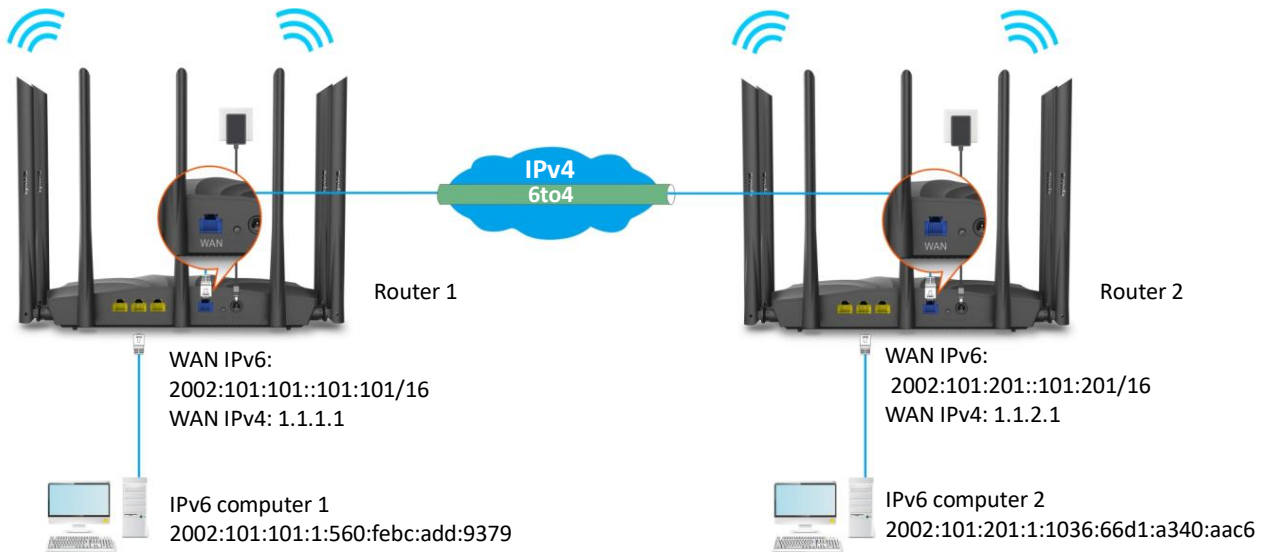 IPv4
6to4
WAN
WAN
Router 1
Router 2
WAN IPv6:
2002:101:101::101:101/16
WAN IPv4: 1.1.1.1
WAN IPv6:
2002:101:201::101:201/16
WAN IPv4: 1.1.2.1
IPv6 computer 1
2002:101:101:1:560:febc:add:9379
IPv6 computer 2
2002:101:201:1:1036:66d1:a340:aac6